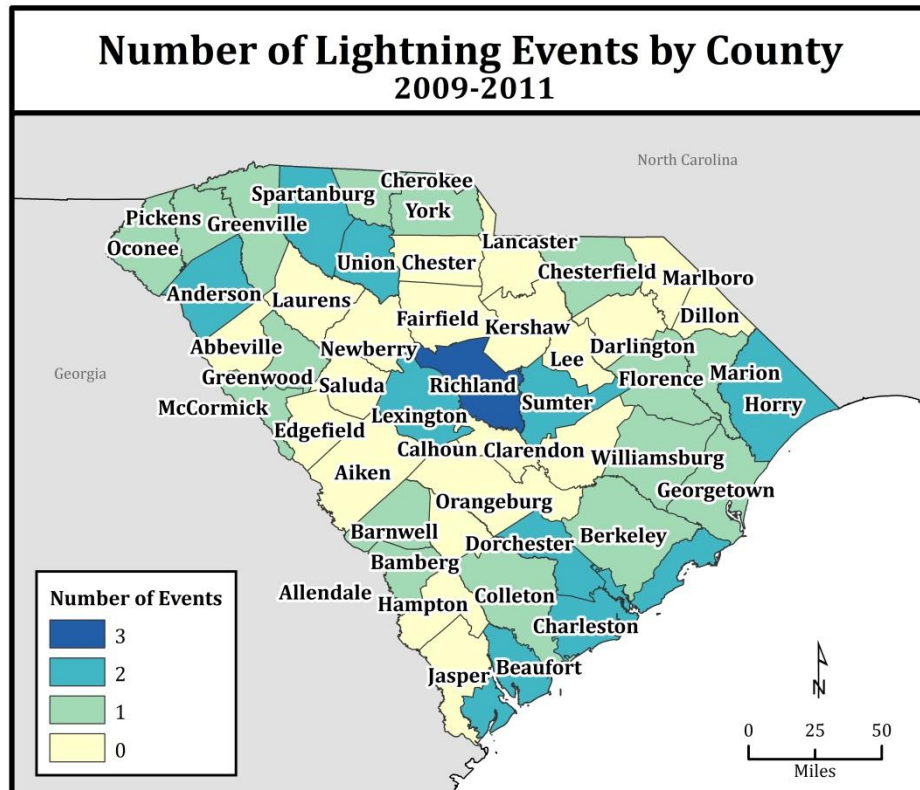 Number of Lightning Events by County
2009-2011
North Carolina
Cherokee
Spartanburg
York
Pickens
Greenville
Oconee
Lancaster
Union
Chester
Chesterfield
Marlboro
Anderson
Laurens
Dillon
Fairfield
Kershaw
Abbeville
Newberry
Lee
Darlington
Georgia
Greenwood
Saluda
Richland
Florence
Marion
McCormick
Lexington
Sumter
Horry
Edgefield
Calhoun
Clarendon
Williamsburg
Aiken
Georgetown
Orangeburg
Barnwell
Dorchester
Berkeley
Bamberg
Allendale
Hampton
Colleton
Charleston
Beaufort
Jasper
Number of Events
3
2
1
0
N
0 25 50
Miles